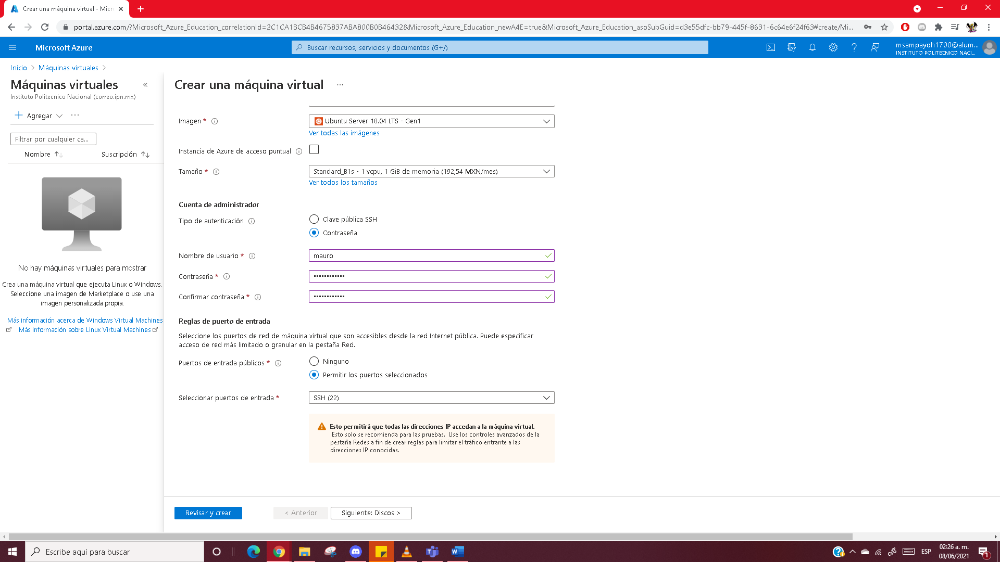 Crear una máquina virtual - Micr
portal.azure.com/?Microsoft_Azure_Education_correlationId=2C1CA1BCB4B4675837ABA800B0B46432&Microsoft_Azure_Education_newA4E=true&Microsoft_Azure_Education_asoSubGuid=d3e55dfc-bb79-445f-8631-6c64e6f24f63#create/Mi...
Microsoft Azure
Buscar recursos, servicios y documentos (G+/)
msampayoh1700@alum...
INSTITUTO POLITECNICO NACI...
Inicio > Máquinas virtuales >
Máquinas virtuales «
Instituto Politecnico Nacional (correo.ipn.mx)
+ Agregar ...
Filtrar por cualquier ca...
Nombre ↑↓ Suscripción ↑↓
No hay máquinas virtuales para mostrar
Crea una máquina virtual que ejecuta Linux o Windows.
Seleccione una imagen de Marketplace o use una
imagen personalizada propia.
Más información acerca de Windows Virtual Machines
Más información sobre Linux Virtual Machines
Crear una máquina virtual ...
Imagen * Ubuntu Server 18.04 LTS - Gen1
Ver todas las imágenes
Instancia de Azure de acceso puntual
Tamaño * Standard_B1s - 1 vcpu, 1 GiB de memoria (192,54 MXN/mes)
Ver todos los tamaños
Cuenta de administrador
Tipo de autenticación Clave pública SSH
Contraseña
Nombre de usuario * mauro
Contraseña * ••••••••••••
Confirmar contraseña * ••••••••••••
Reglas de puerto de entrada
Seleccione los puertos de red de máquina virtual que son accesibles desde la red Internet pública. Puede especificar
acceso de red más limitado o granular en la pestaña Red.
Puertos de entrada públicos * Ninguno
Permitir los puertos seleccionados
Seleccionar puertos de entrada * SSH (22)
Esto permitirá que todas las direcciones IP accedan a la máquina virtual.
Esto solo se recomienda para las pruebas. Use los controles avanzados de la
pestaña Redes a fin de crear reglas para limitar el tráfico entrante a las
direcciones IP conocidas.
Revisar y crear < Anterior Siguiente: Discos >
Escribe aquí para buscar
ESP
02:26 a. m.
08/06/2021
1